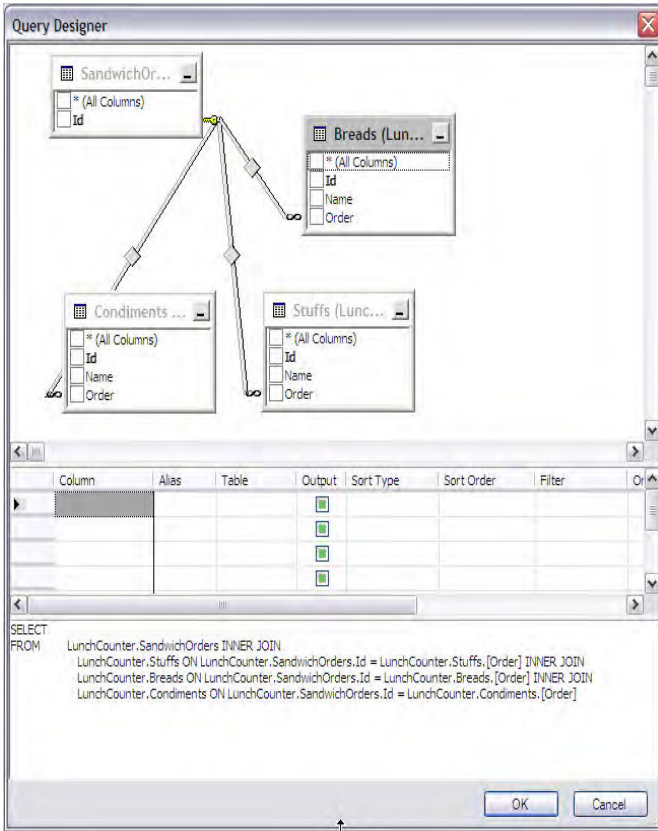 Query Designer
SandwichOr...
* (All Columns)
Id
Breads (Lun...
* (All Columns)
Id
Name
Order
Condiments ...
* (All Columns)
Id
Name
Order
Stuffs (Lunc...
* (All Columns)
Id
Name
Order
Column Alias Table Output Sort Type Sort Order Filter Or
SELECT
FROM LunchCounter.SandwichOrders INNER JOIN
LunchCounter.Stuffs ON LunchCounter.SandwichOrders.Id = LunchCounter.Stuffs.[Order] INNER JOIN
LunchCounter.Breads ON LunchCounter.SandwichOrders.Id = LunchCounter.Breads.[Order] INNER JOIN
LunchCounter.Condiments ON LunchCounter.SandwichOrders.Id = LunchCounter.Condiments.[Order]
OK Cancel